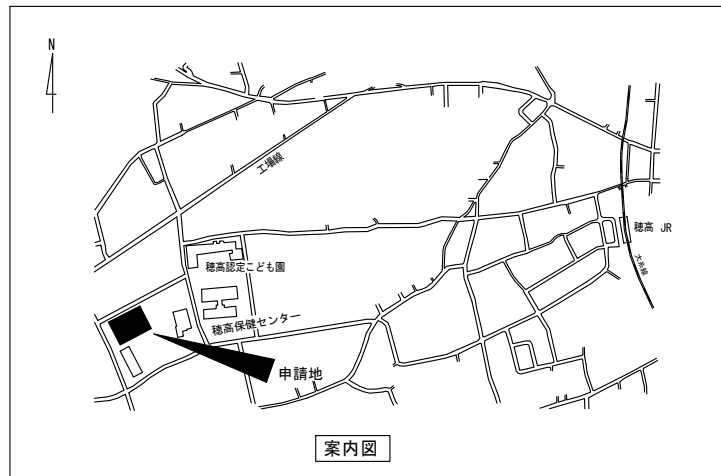 N
工場線
穂高 JR
大糸線
穂高認定こども園
穂高保健センター
申請地
案内図